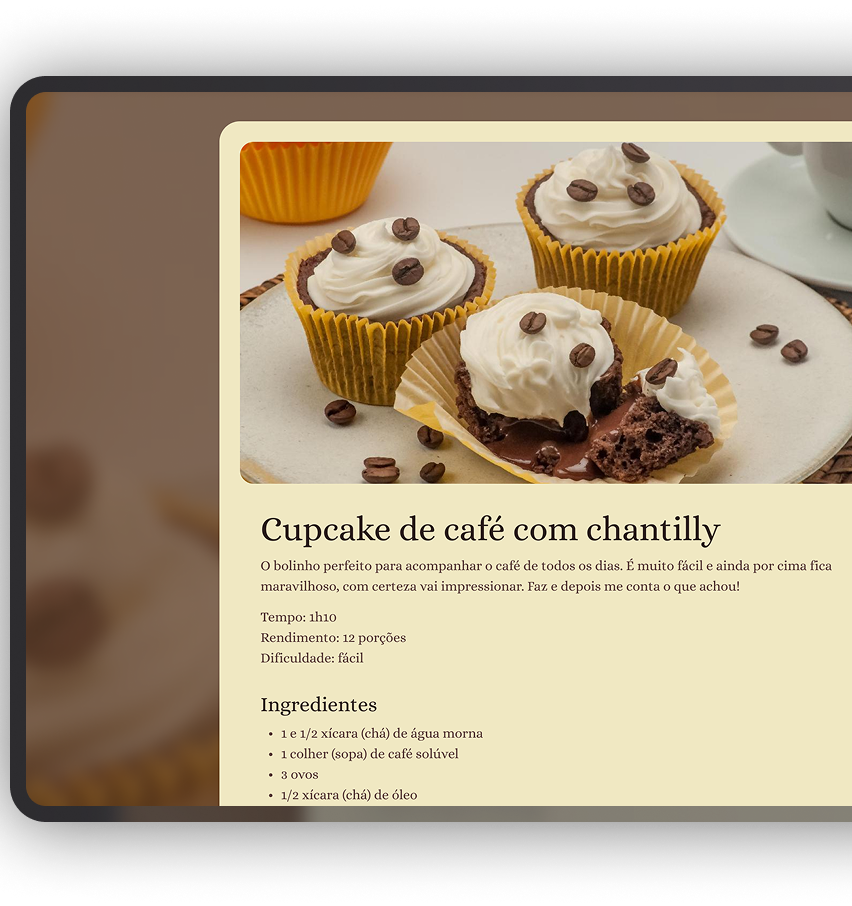 Cupcake de café com chantilly
O bolinho perfeito para acompanhar o café de todos os dias. É muito fácil e ainda por cima fica
maravilhoso, com certeza vai impressionar. Faz e depois me conta o que achou!
Tempo: 1h10
Rendimento: 12 porções
Dificuldade: fácil
Ingredientes
• 1 e 1/2 xícara (chá) de água morna
• 1 colher (sopa) de café solúvel
• 3 ovos
• 1/2 xícara (chá) de óleo